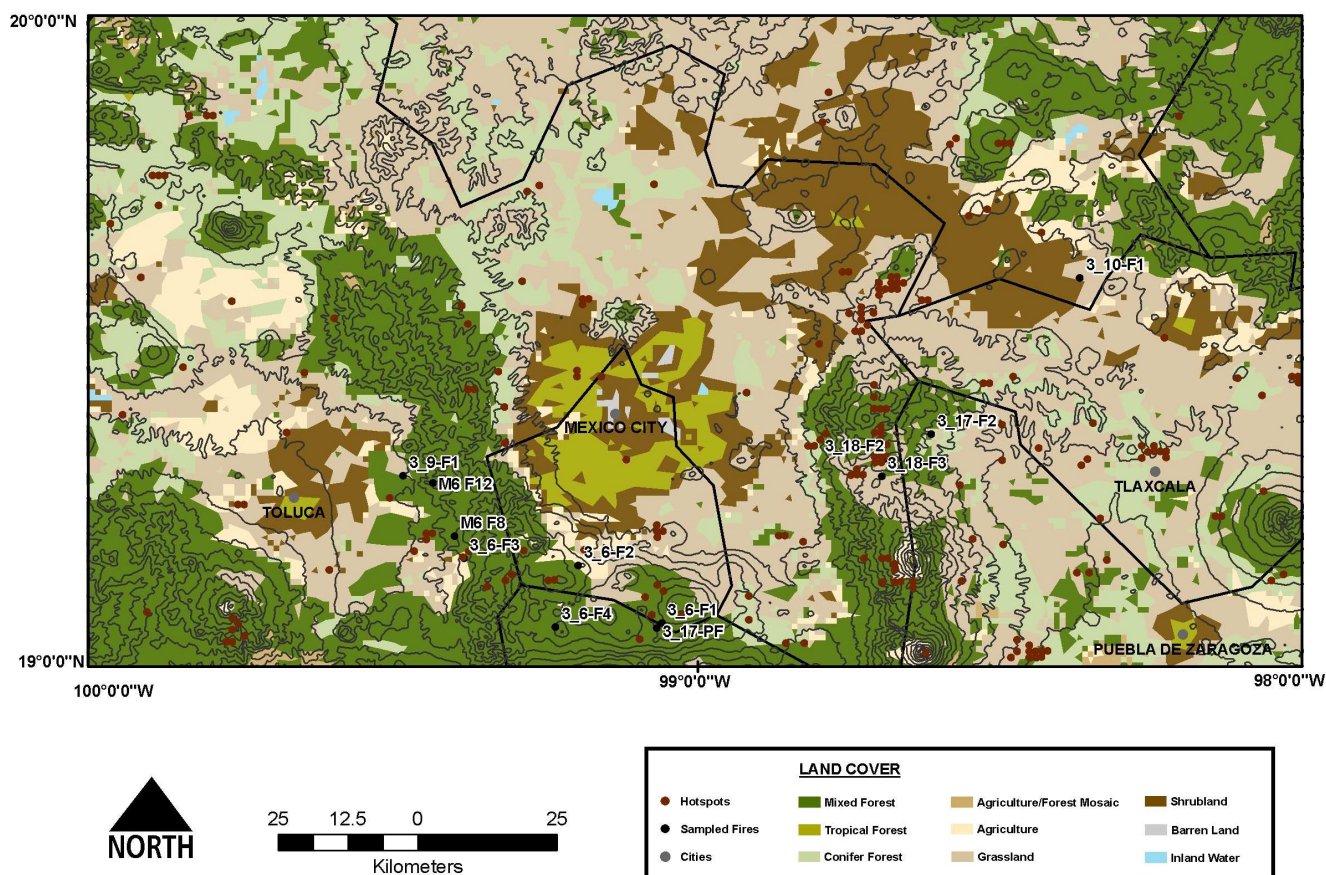 20°0'0"N
3_10-F1
MEXICO CITY
3_17-F2
3_18-F2
3_18-F3
3_9-F1
M6 F12
TLAXCALA
TOLUCA
M6 F8
3_6-F3
3_6-F2
3_6-F4
3_6-F1
3_17-PF
PUEBLA DE ZARAGOZA
19°0'0"N
100°0'0"W
99°0'0"W
98°0'0"W
NORTH
25 12.5 0 25
Kilometers
LAND COVER
Hotspots Mixed Forest Agriculture/Forest Mosaic Shrubland
Sampled Fires Tropical Forest Agriculture Barren Land
Cities Conifer Forest Grassland Inland Water